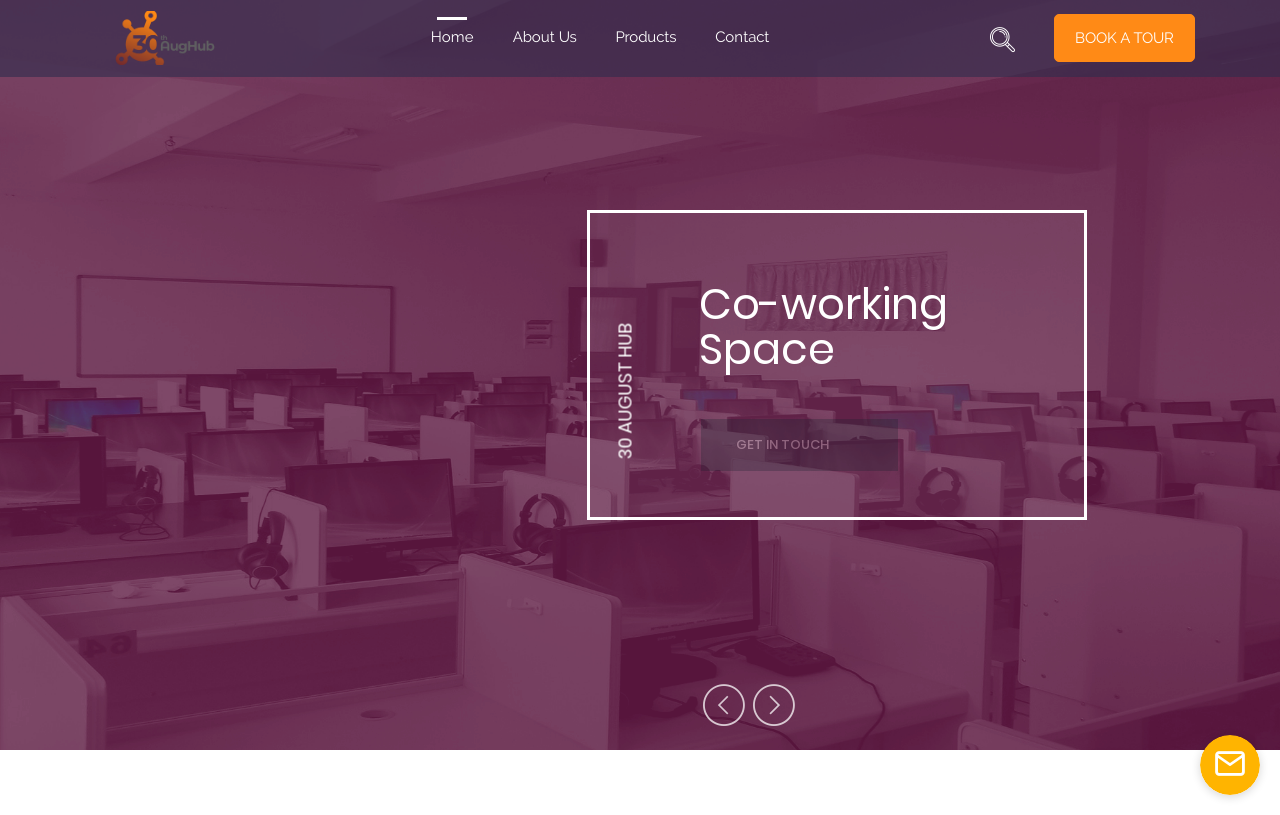 30th AugHub
Home
About Us
Products
Contact
BOOK A TOUR
30 AUGUST HUB
Co-working
Space
GET IN TOUCH